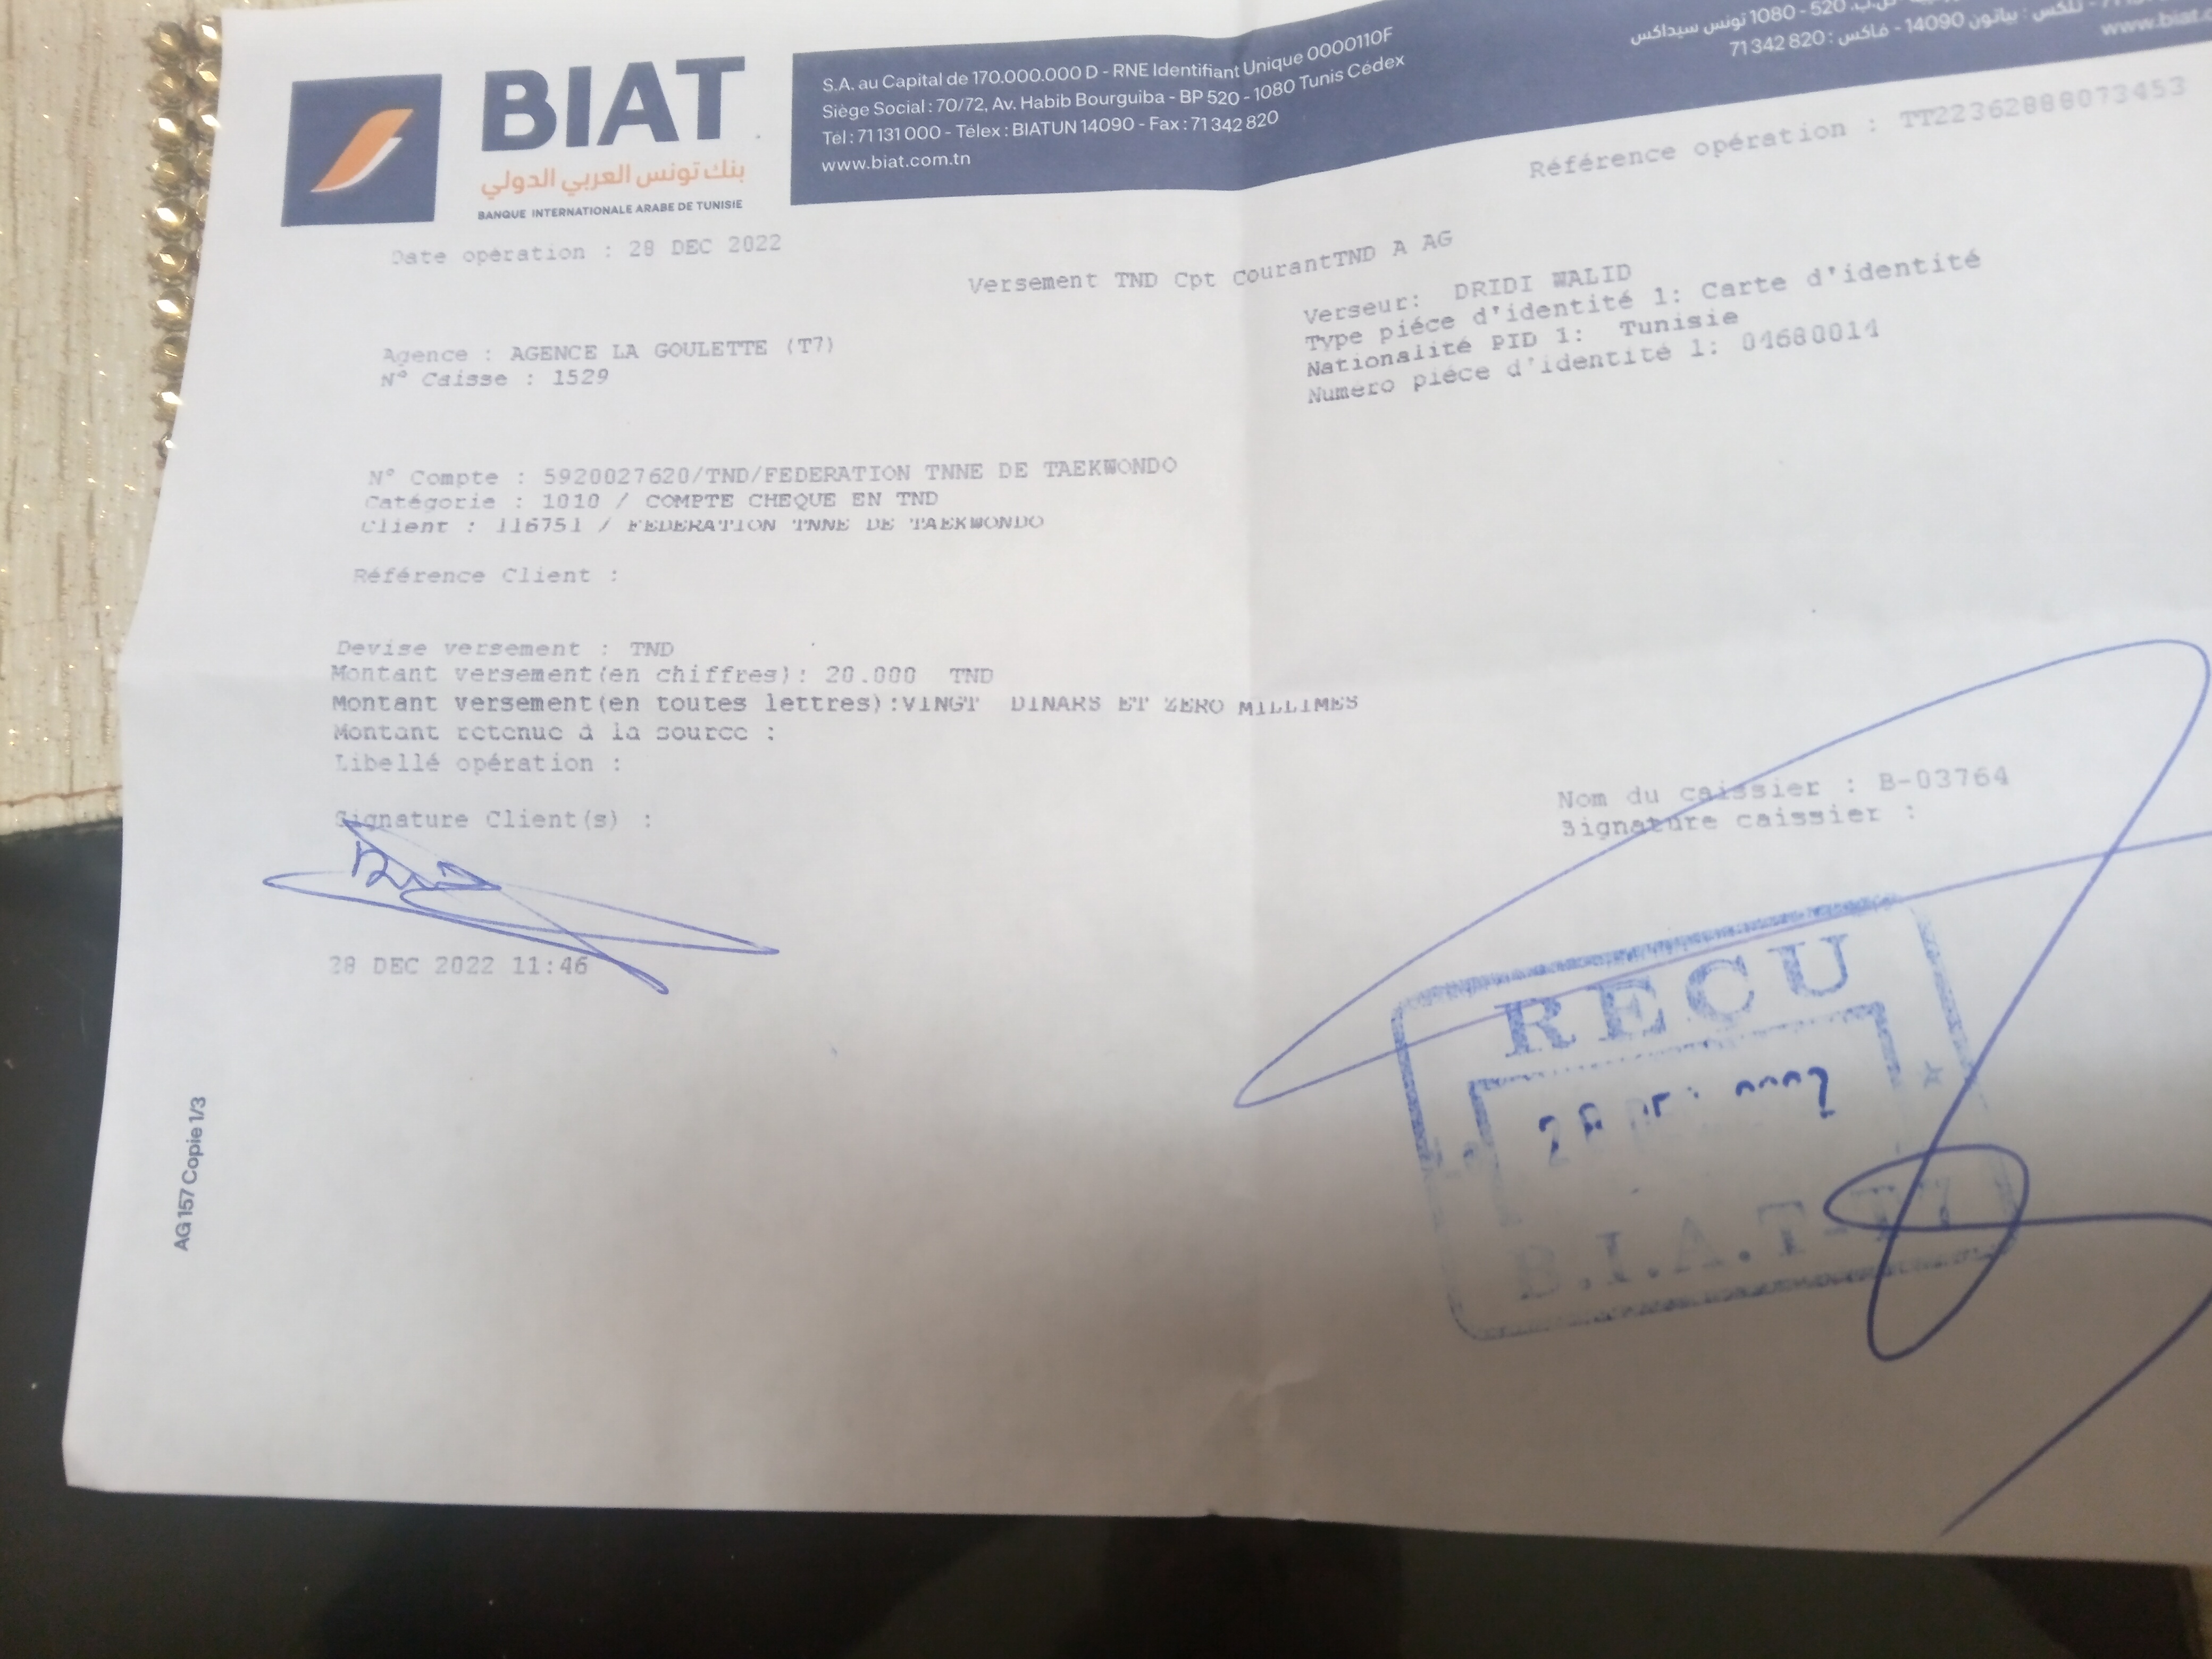 BIAT
بنك تونس العربي الدولي
BANQUE INTERNATIONALE ARABE DE TUNISIE
S.A. au Capital de 170.000.000 D - RNE Identifiant Unique 0000110F
Siège Social : 70/72, Av. Habib Bourguiba - BP 520 - 1080 Tunis Cédex
Tél : 71 131 000 - Télex : BIATUN 14090 - Fax : 71 342 820
www.biat.com.tn
520 - 1080 تونس سيداكس
تلكس : بياتون 14090 - فاكس : 71 342 820
www.biat.
Référence opération : TT22362888073453
Date opération : 28 DEC 2022
Versement TND Cpt courantTND A AG
Verseur: DRIDI WALID
Type piéce d'identité 1: Carte d'identité
Nationalité PID 1: Tunisie
Numéro piéce d'identité 1: 04680014
Agence : AGENCE LA GOULETTE (T7)
N° Caisse : 1529
N° Compte : 5920027620/TND/FEDERATION TNNE DE TAEKWONDO
Catégorie : 1010 / COMPTE CHEQUE EN TND
Client : 116751 / FEDERATION TNNE DE TAEKWONDO
Référence Client :
Devise versement : TND
Montant versement(en chiffres): 20.000 TND
Montant versement(en toutes lettres):VINGT DINARS ET ZERO MILLIMES
Montant retenue à la source :
Libellé opération :
Nom du caissier : B-03764
Signature caissier :
Signature Client(s) :
28 DEC 2022 11:46
RECU
B.I.A.T
AG 157 Copie 1/3